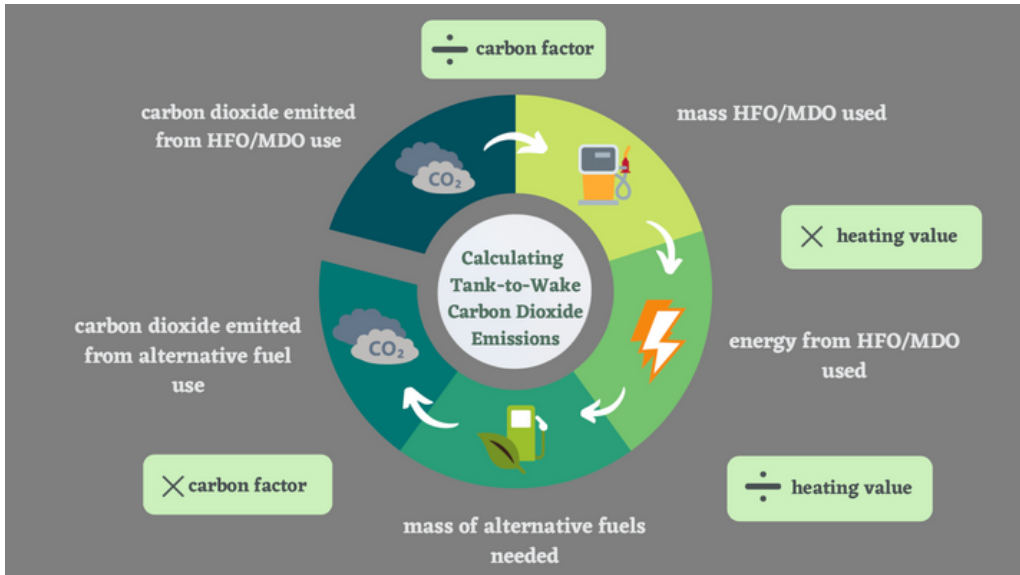 ÷ carbon factor
carbon dioxide emitted
from HFO/MDO use
mass HFO/MDO used
CO₂
× heating value
Calculating
Tank-to-Wake
Carbon Dioxide
Emissions
carbon dioxide emitted
from alternative fuel
use
CO₂
energy from HFO/MDO
used
× carbon factor
÷ heating value
mass of alternative fuels
needed